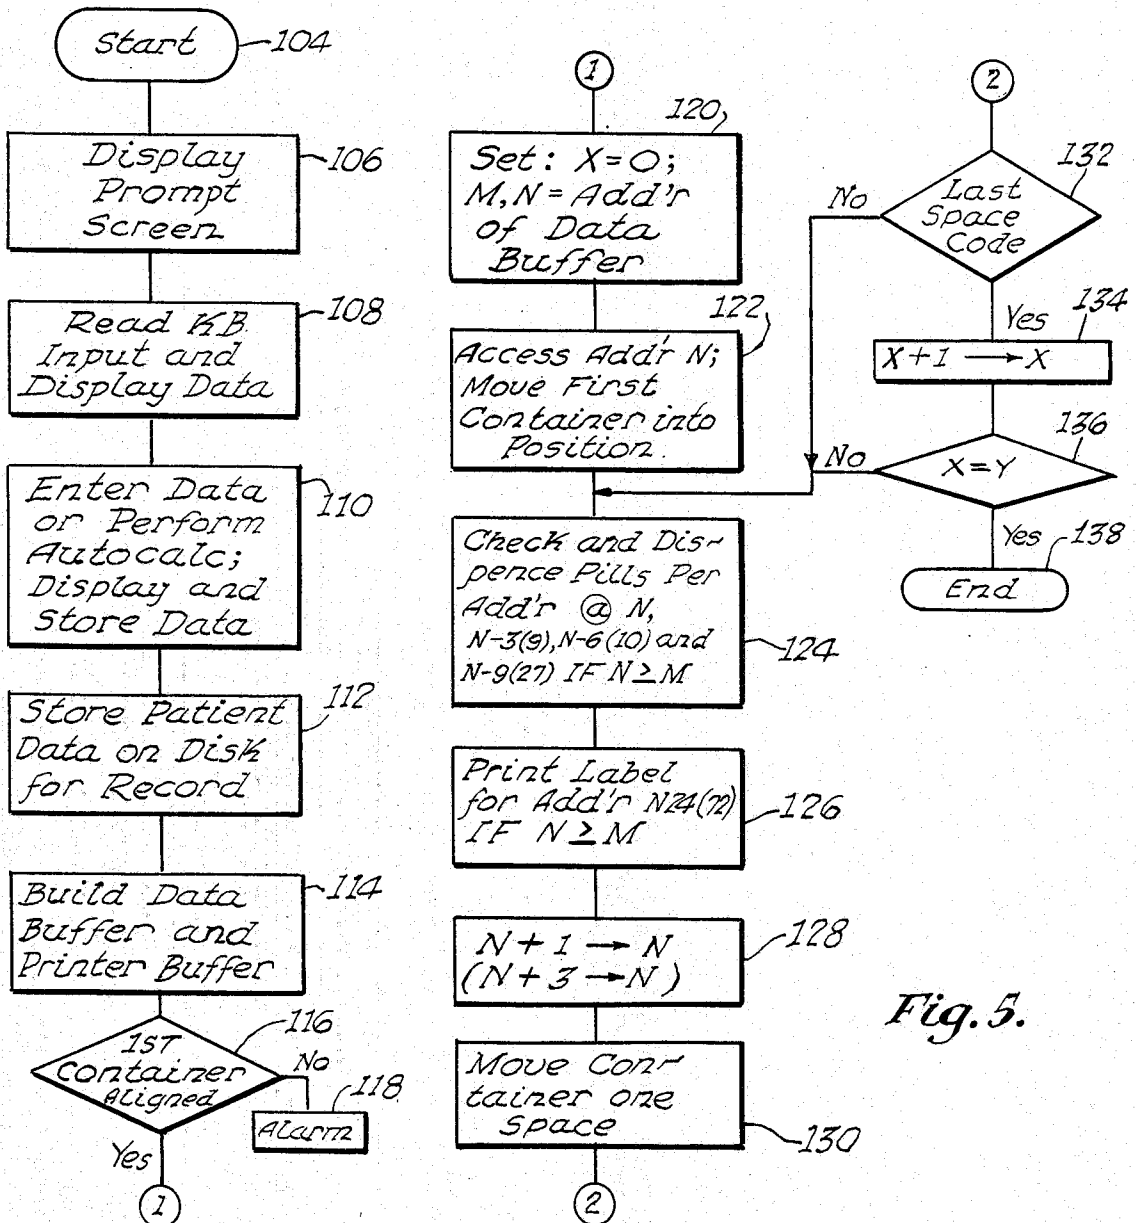 Start
104
Display
Prompt
Screen
106
Read KB
Input and
Display Data
108
Enter Data
or Perform
Autocalc;
Display and
Store Data
110
Store Patient
Data on Disk
for Record
112
Build Data
Buffer and
Printer Buffer
114
1ST
Container
Aligned
116
No
Alarm
118
Yes
1
1
120
Set: X=O;
M,N = Add'r
of Data
Buffer
122
Access Add'r N;
Move First
Container into
Position.
Check and Dis-
pence Pills Per
Add'r @ N,
N-3(9), N-6(10) and
N-9(27) IF N ≥ M
124
Print Label
for Add'r N24(72)
IF N ≥ M
126
N + 1 → N
(N + 3 → N)
128
Move Con-
tainer one
Space
130
2
2
132
Last
Space
Code
No
Yes
134
X+1 → X
136
X=Y
No
Yes
138
End
Fig. 5.